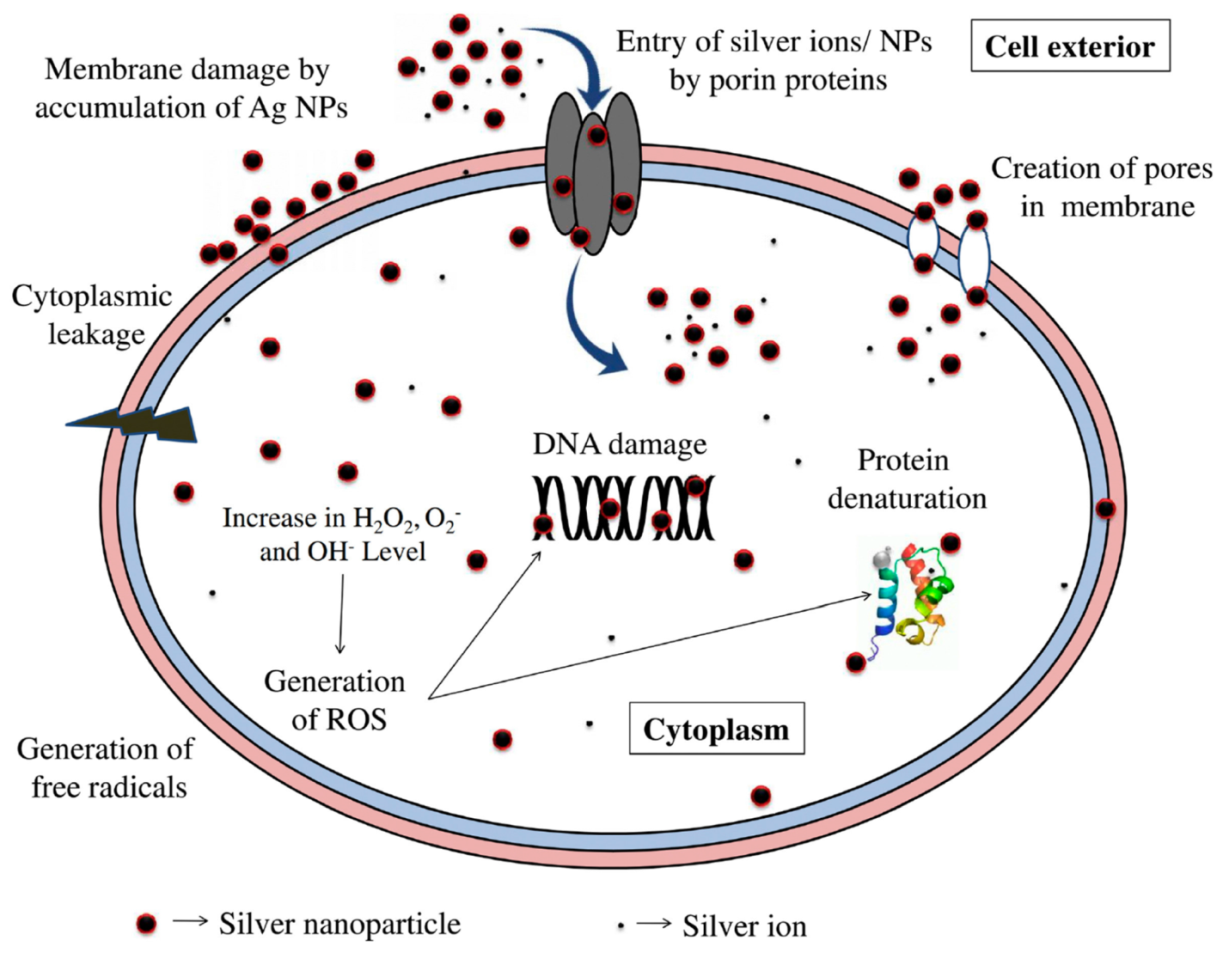 Membrane damage by
accumulation of Ag NPs
Entry of silver ions/ NPs
by porin proteins
Cell exterior
Creation of pores
in membrane
Cytoplasmic
leakage
DNA damage
Protein
denaturation
Increase in H₂O₂, O₂⁻
and OH⁻ Level
Generation
of ROS
Cytoplasm
Generation of
free radicals
→ Silver nanoparticle
→ Silver ion